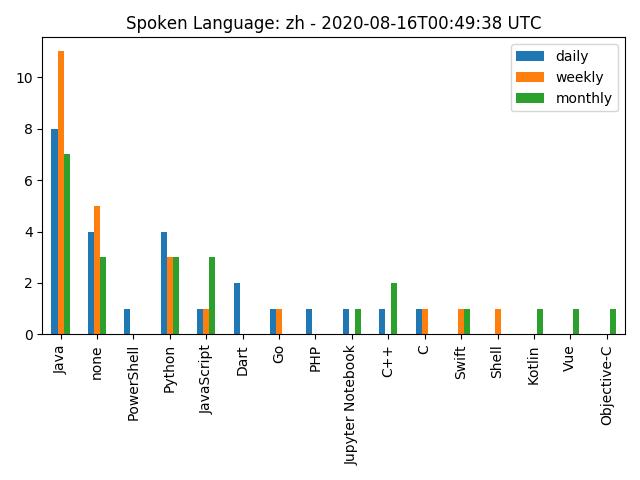 Spoken Language: zh - 2020-08-16T00:49:38 UTC
daily
weekly
monthly
10
8
6
4
2
0
Java
none
PowerShell
Python
JavaScript
Dart
Go
PHP
Jupyter Notebook
C++
C
Swift
Shell
Kotlin
Vue
Objective-C